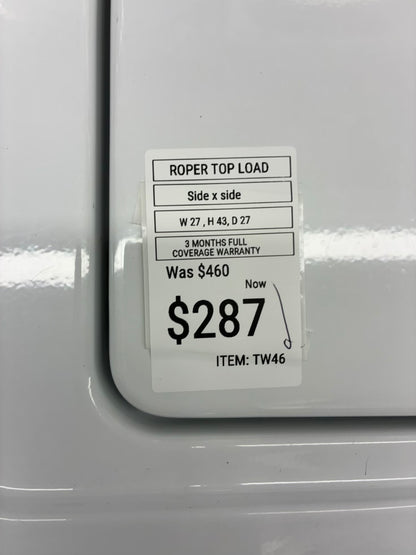 ROPER TOP LOAD
Side x side
W 27 , H 43, D 27
3 MONTHS FULL
COVERAGE WARRANTY
Was $460
Now
$287
ITEM: TW46